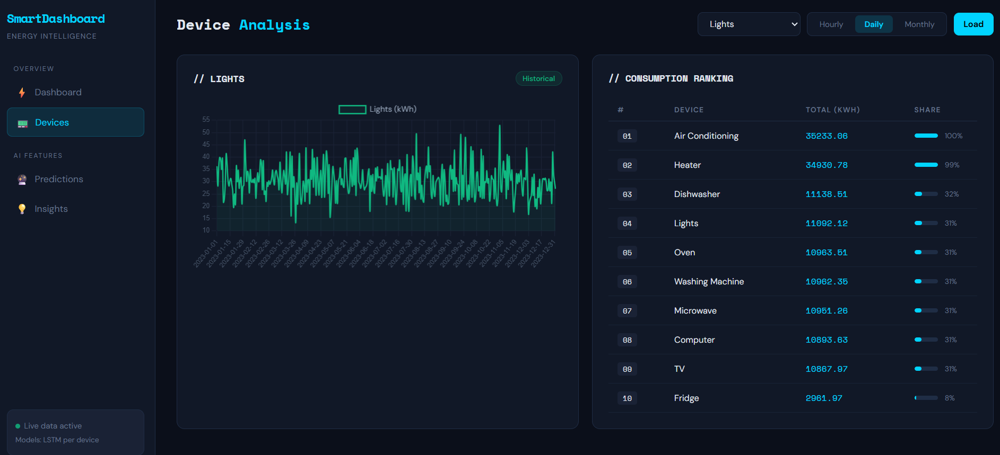 SmartDashboard
ENERGY INTELLIGENCE
OVERVIEW
Dashboard
Devices
AI FEATURES
Predictions
Insights
Live data active
Models: LSTM per device
Device Analysis
Lights
Hourly
Daily
Monthly
Load
// LIGHTS
Historical
Lights (kWh)
55
50
45
40
35
30
25
20
15
10
2023-01-01
2023-01-15
2023-01-29
2023-02-12
2023-02-26
2023-03-12
2023-03-26
2023-04-09
2023-04-23
2023-05-07
2023-05-21
2023-06-04
2023-06-18
2023-07-02
2023-07-16
2023-07-30
2023-08-13
2023-08-27
2023-09-10
2023-09-24
2023-10-08
2023-10-22
2023-11-05
2023-11-19
2023-12-03
2023-12-17
2023-12-31
// CONSUMPTION RANKING
# DEVICE TOTAL (KWH) SHARE
01 Air Conditioning 35233.06 100%
02 Heater 34930.78 99%
03 Dishwasher 11138.51 32%
04 Lights 11092.12 31%
05 Oven 10963.51 31%
06 Washing Machine 10962.35 31%
07 Microwave 10951.26 31%
08 Computer 10893.63 31%
09 TV 10867.97 31%
10 Fridge 2961.97 8%